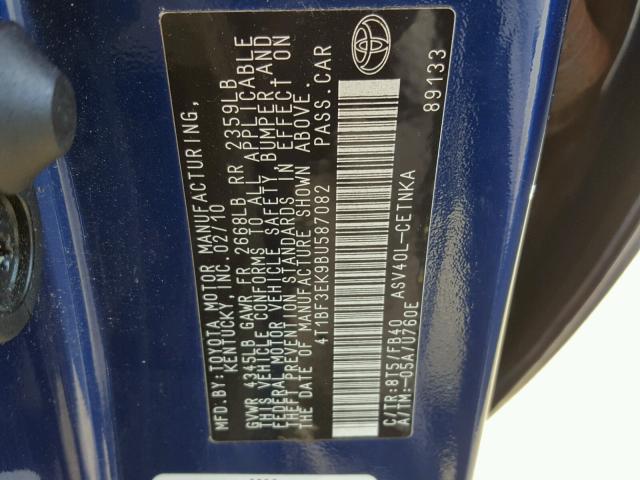 MFD.BY:TOYOTA MOTOR MANUFACTURING,
KENTUCKY, INC. 02/10
GVWR 4345LB GAWR FR 2668LB RR 2359LB
THIS VEHICLE CONFORMS TO ALL APPLICABLE
FEDERAL MOTOR VEHICLE SAFETY, BUMPER AND
THEFT PREVENTION STANDARDS IN EFFECT ON
THE DATE OF MANUFACTURE SHOWN ABOVE.
4T1BF3EK9BU587082 PASS.CAR
C/TR:8T5/FB40 ASV40L-CETNKA
A/TM:-05A/U760E
89133